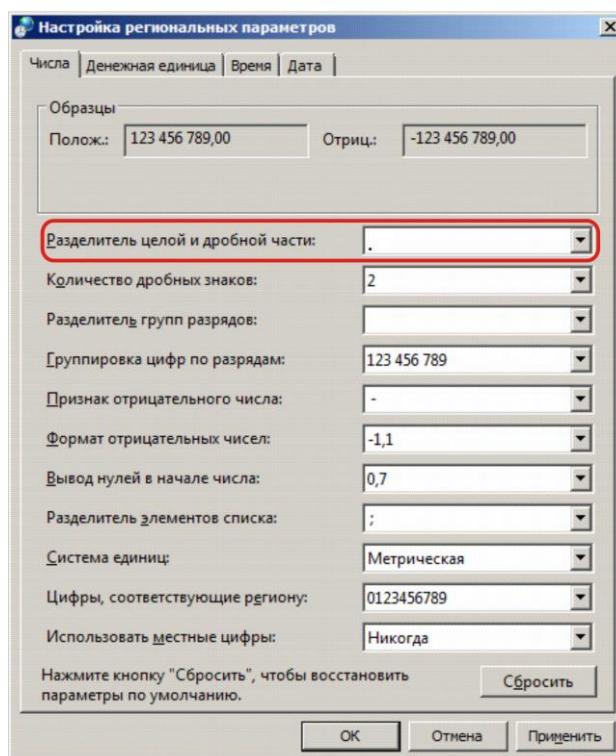 Настройка региональных параметров
Числа Денежная единица Время Дата
Образцы
Полож.: 123 456 789,00 Отриц.: -123 456 789,00
Разделитель целой и дробной части: .
Количество дробных знаков: 2
Разделитель групп разрядов:
Группировка цифр по разрядам: 123 456 789
Признак отрицательного числа: -
Формат отрицательных чисел: -1,1
Вывод нулей в начале числа: 0,7
Разделитель элементов списка: ;
Система единиц: Метрическая
Цифры, соответствующие региону: 0123456789
Использовать местные цифры: Никогда
Нажмите кнопку "Сбросить", чтобы восстановить
параметры по умолчанию.
Сбросить
ОК Отмена Применить